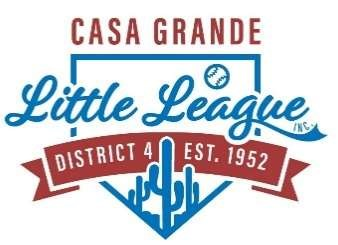 CASA GRANDE
Little League
INC.
DISTRICT 4 EST. 1952